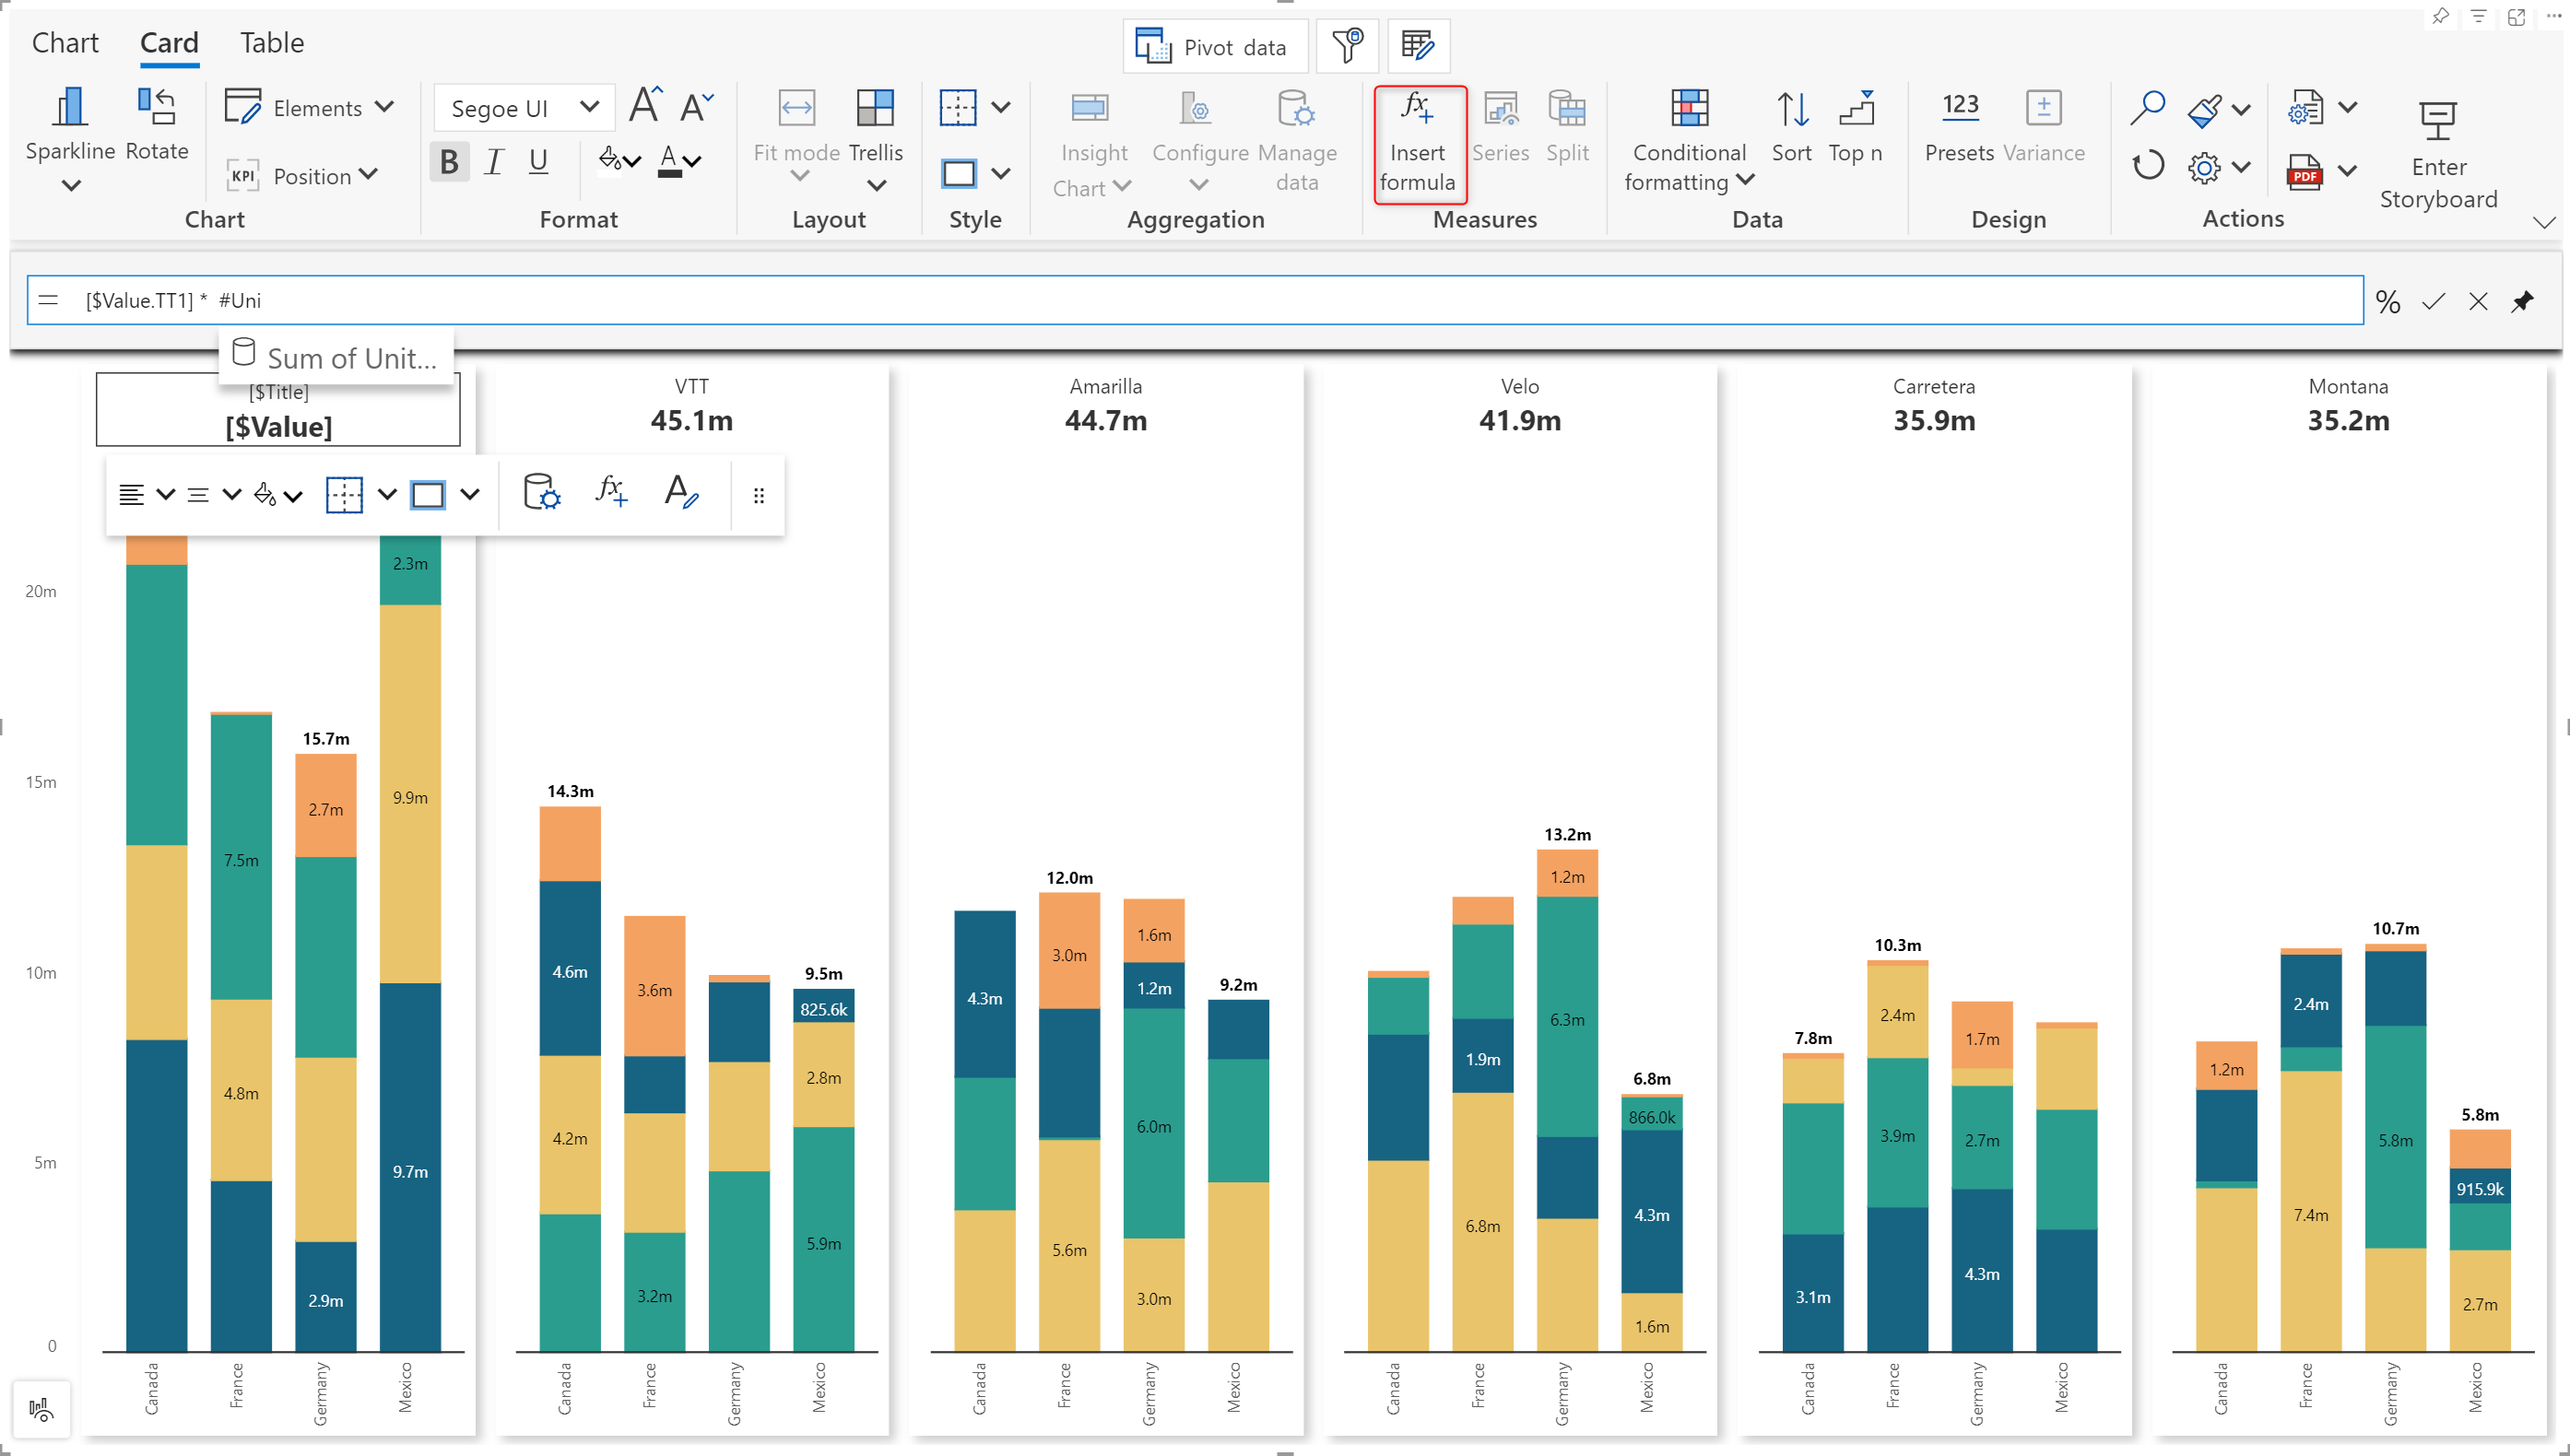 Chart Card Table
Pivot data
Sparkline
Rotate
Elements
KPI Position
Chart
Segoe UI
A A
B I U A
Format
Fit mode
Trellis
Layout
Style
Insight
Chart
Configure
Manage
data
Aggregation
fx
Insert
formula
Series
Split
Measures
Conditional
formatting
Sort
Top n
Data
123
Presets
Variance
Design
PDF
Actions
Enter
Storyboard
= [$Value.TT1] * #Uni
%
Sum of Unit...
[$Title]
[$Value]
fx
A
VTT
45.1m
Amarilla
44.7m
Velo
41.9m
Carretera
35.9m
Montana
35.2m
20m
15m
10m
5m
0
7.5m
4.8m
15.7m
2.7m
2.9m
2.3m
9.9m
9.7m
Canada
France
Germany
Mexico
14.3m
4.6m
4.2m
3.6m
3.2m
9.5m
825.6k
2.8m
5.9m
Canada
France
Germany
Mexico
4.3m
12.0m
3.0m
5.6m
1.6m
1.2m
6.0m
3.0m
9.2m
Canada
France
Germany
Mexico
1.9m
6.8m
13.2m
1.2m
6.3m
6.8m
866.0k
4.3m
1.6m
Canada
France
Germany
Mexico
7.8m
3.1m
10.3m
2.4m
3.9m
1.7m
2.7m
4.3m
Canada
France
Germany
Mexico
1.2m
2.4m
7.4m
10.7m
5.8m
5.8m
915.9k
2.7m
Canada
France
Germany
Mexico